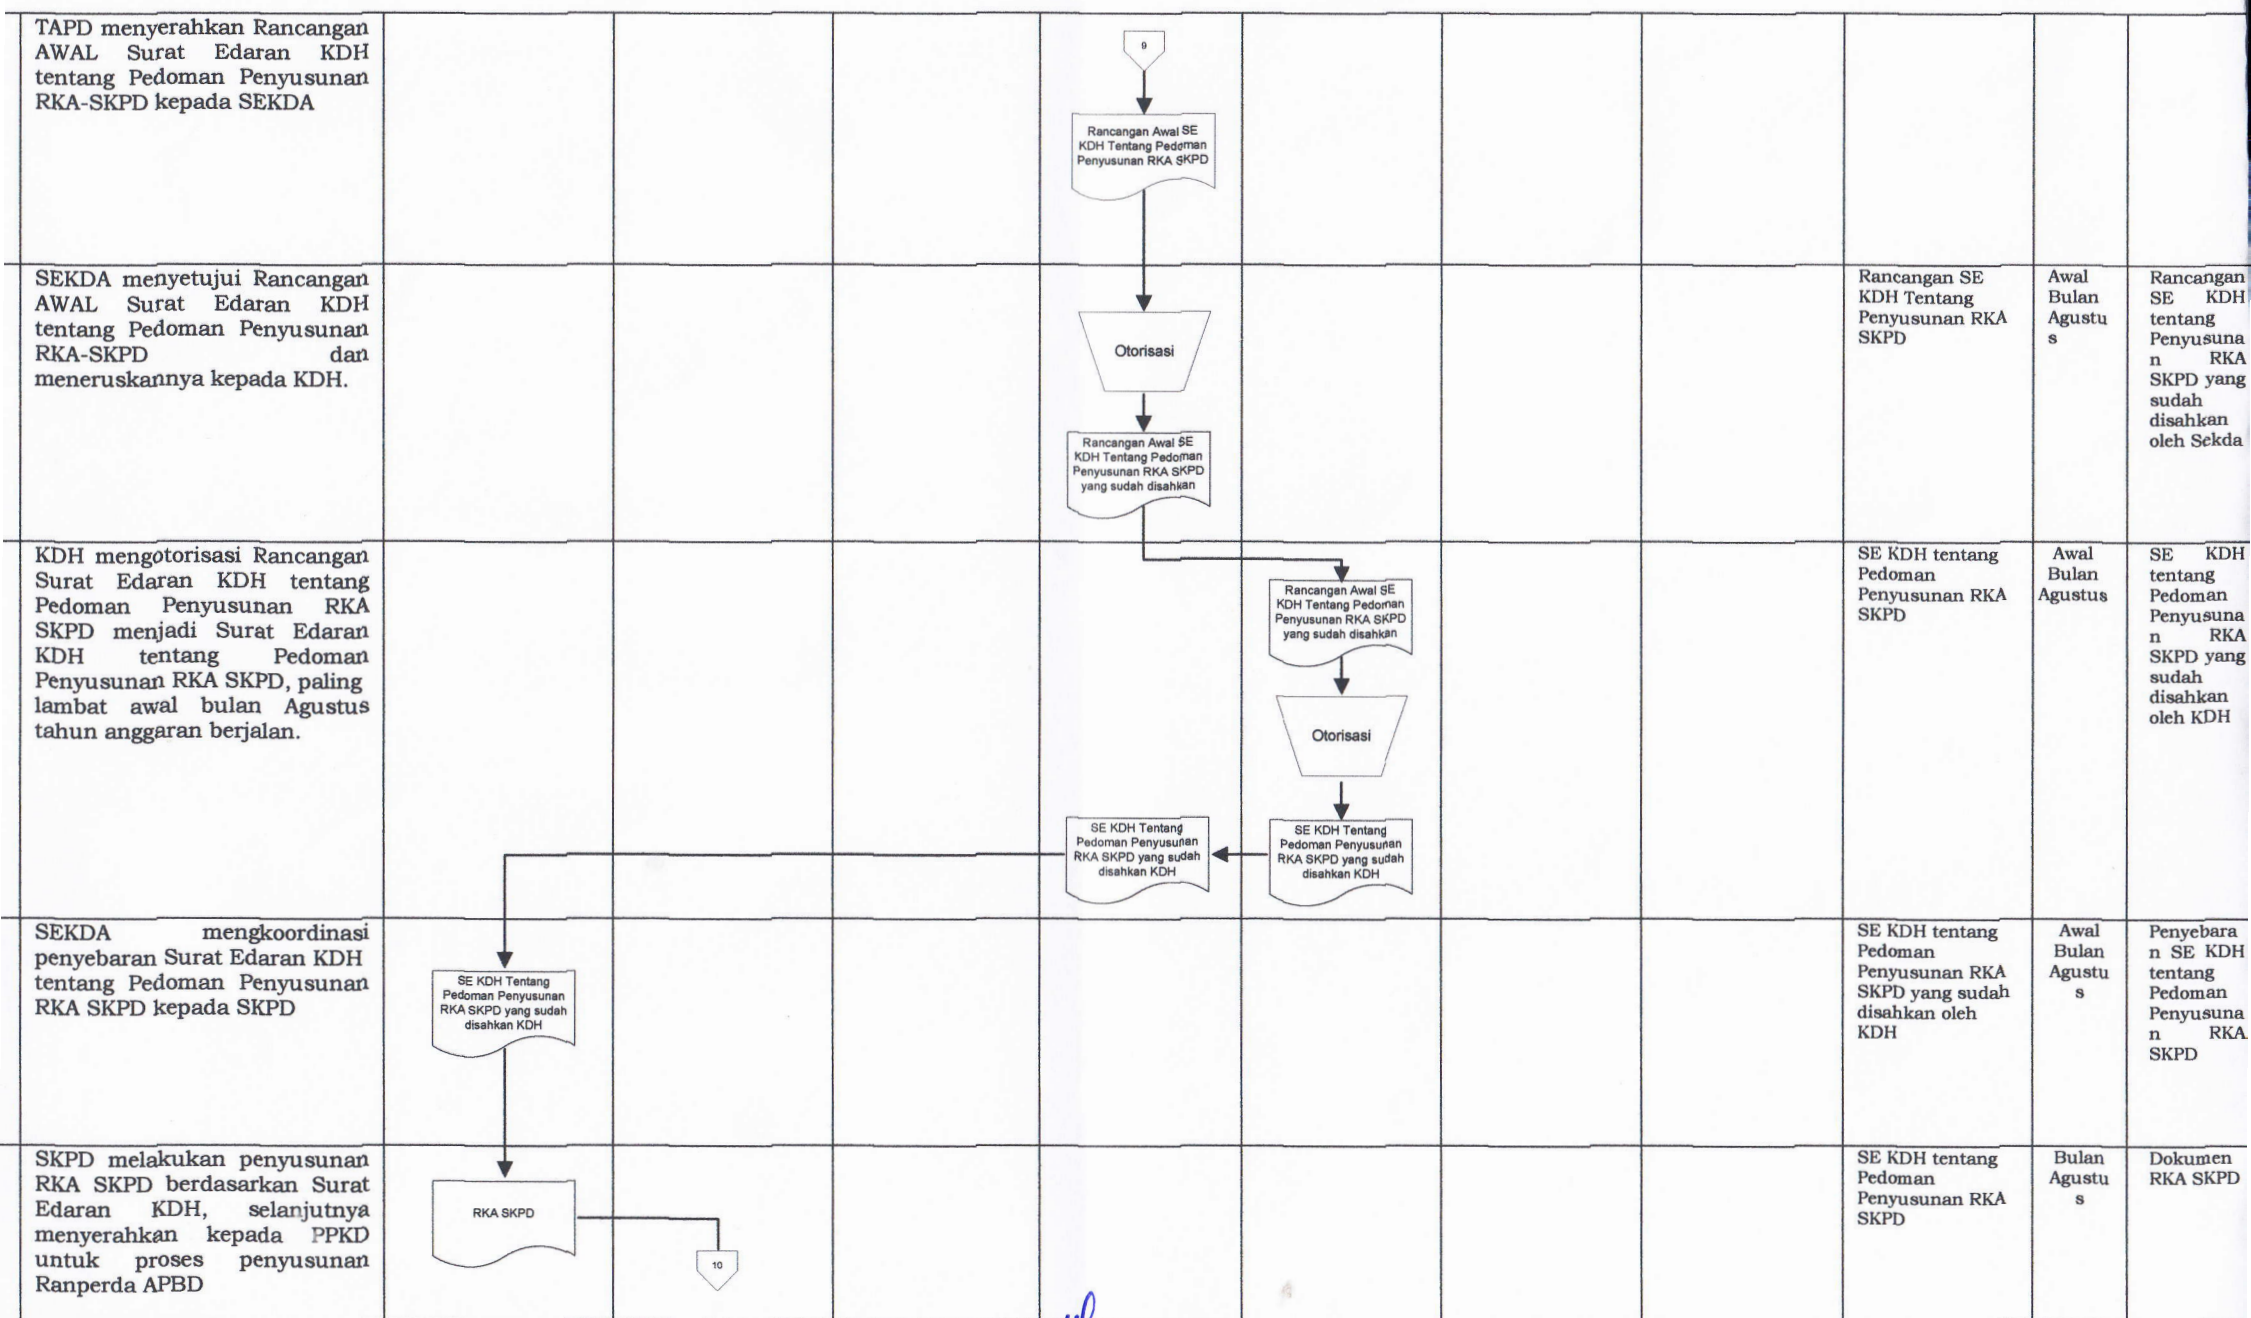 TAPD menyerahkan Rancangan
AWAL Surat Edaran KDH
tentang Pedoman Penyusunan
RKA-SKPD kepada SEKDA
9
Rancangan Awal SE
KDH Tentang Pedoman
Penyusunan RKA SKPD
SEKDA menyetujui Rancangan
AWAL Surat Edaran KDH
tentang Pedoman Penyusunan
RKA-SKPD dan
meneruskannya kepada KDH.
Otorisasi
Rancangan Awal SE
KDH Tentang Pedoman
Penyusunan RKA SKPD
yang sudah disahkan
Rancangan SE
KDH Tentang
Penyusunan RKA
SKPD
Awal
Bulan
Agustu
s
Rancangan
SE KDH
tentang
Penyusuna
n RKA
SKPD yang
sudah
disahkan
oleh Sekda
KDH mengotorisasi Rancangan
Surat Edaran KDH tentang
Pedoman Penyusunan RKA
SKPD menjadi Surat Edaran
KDH tentang Pedoman
Penyusunan RKA SKPD, paling
lambat awal bulan Agustus
tahun anggaran berjalan.
Rancangan Awal SE
KDH Tentang Pedoman
Penyusunan RKA SKPD
yang sudah disahkan
Otorisasi
SE KDH Tentang
Pedoman Penyusunan
RKA SKPD yang sudah
disahkan KDH
SE KDH Tentang
Pedoman Penyusunan
RKA SKPD yang sudah
disahkan KDH
SE KDH tentang
Pedoman
Penyusunan RKA
SKPD
Awal
Bulan
Agustus
SE KDH
tentang
Pedoman
Penyusuna
n RKA
SKPD yang
sudah
disahkan
oleh KDH
SEKDA mengkoordinasi
penyebaran Surat Edaran KDH
tentang Pedoman Penyusunan
RKA SKPD kepada SKPD
SE KDH Tentang
Pedoman Penyusunan
RKA SKPD yang sudah
disahkan KDH
SE KDH tentang
Pedoman
Penyusunan RKA
SKPD yang sudah
disahkan oleh
KDH
Awal
Bulan
Agustu
s
Penyebara
n SE KDH
tentang
Pedoman
Penyusuna
n RKA
SKPD
SKPD melakukan penyusunan
RKA SKPD berdasarkan Surat
Edaran KDH, selanjutnya
menyerahkan kepada PPKD
untuk proses penyusunan
Ranperda APBD
RKA SKPD
10
SE KDH tentang
Pedoman
Penyusunan RKA
SKPD
Bulan
Agustu
s
Dokumen
RKA SKPD